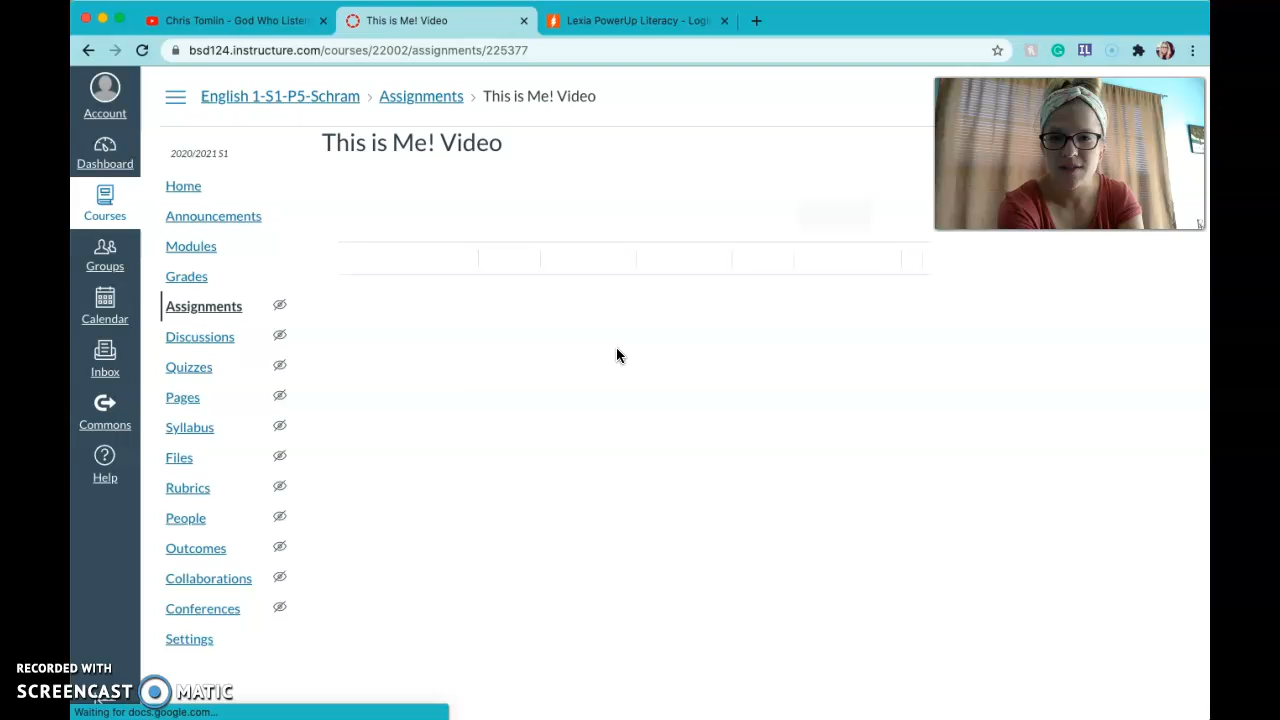 Chris Tomlin - God Who Listen
This is Me! Video
Lexia PowerUp Literacy - Logi
bsd124.instructure.com/courses/22002/assignments/225377
IL
English 1-S1-P5-Schram › Assignments › This is Me! Video
Account
Dashboard
Courses
Groups
Calendar
Inbox
Commons
Help
This is Me! Video
2020/2021 S1
Home
Announcements
Modules
Grades
Assignments
Discussions
Quizzes
Pages
Syllabus
Files
Rubrics
People
Outcomes
Collaborations
Conferences
Settings
RECORDED WITH
SCREENCAST MATIC
Waiting for docs.google.com...